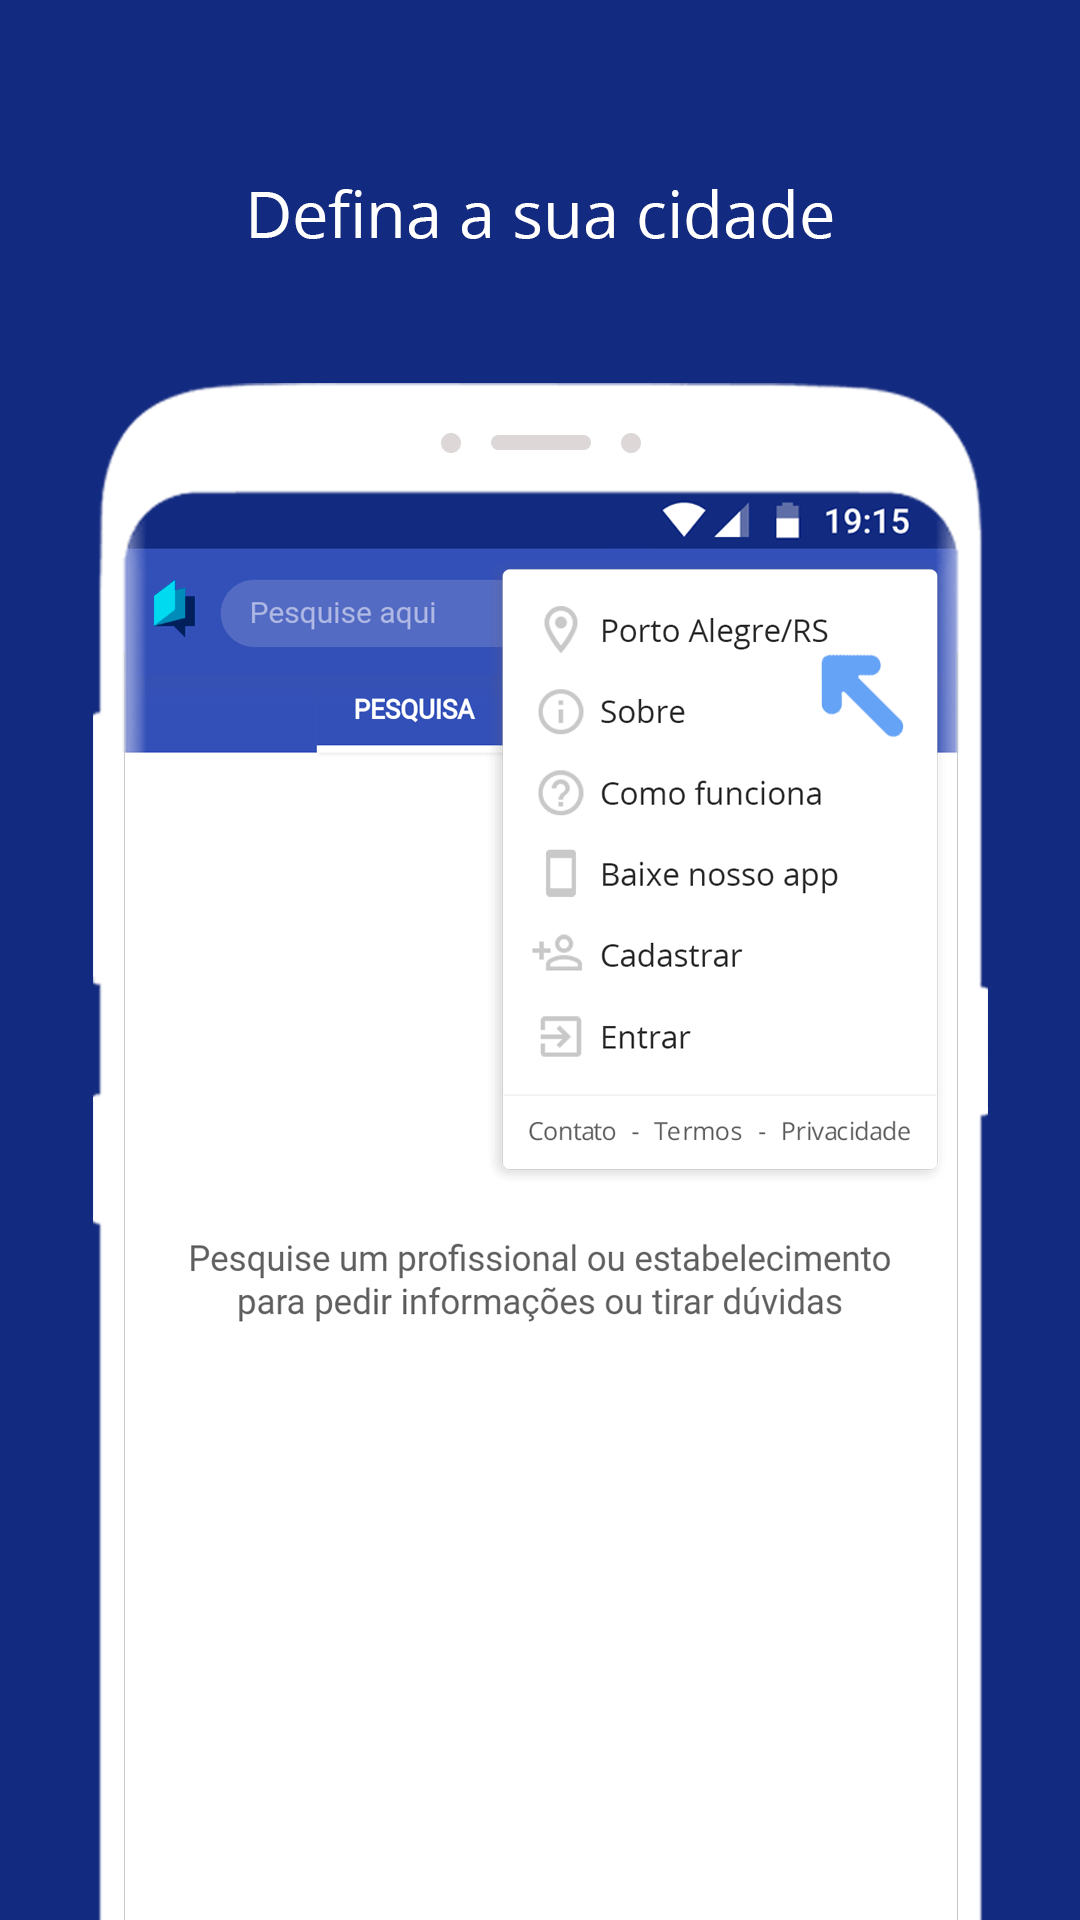 Defina a sua cidade
19:15
Pesquise aqui
PESQUISA
Porto Alegre/RS
Sobre
Como funciona
Baixe nosso app
Cadastrar
Entrar
Contato - Termos - Privacidade
Pesquise um profissional ou estabelecimento
para pedir informações ou tirar dúvidas